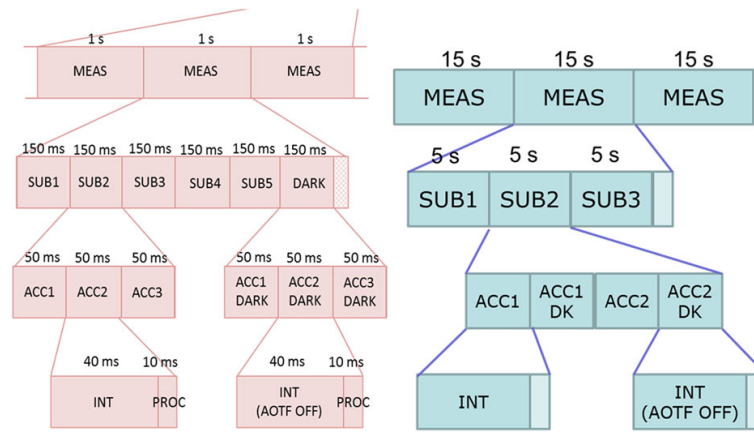 1 s 1 s 1 s
MEAS MEAS MEAS
150 ms 150 ms 150 ms 150 ms 150 ms 150 ms
SUB1 SUB2 SUB3 SUB4 SUB5 DARK
50 ms 50 ms 50 ms
ACC1 ACC2 ACC3
50 ms 50 ms 50 ms
ACC1 ACC2 ACC3
DARK DARK DARK
40 ms 10 ms
INT PROC
40 ms 10 ms
INT
(AOTF OFF) PROC
15 s 15 s 15 s
MEAS MEAS MEAS
5 s 5 s 5 s
SUB1 SUB2 SUB3
ACC1 ACC1 ACC2 ACC2
DK DK
INT
INT
(AOTF OFF)